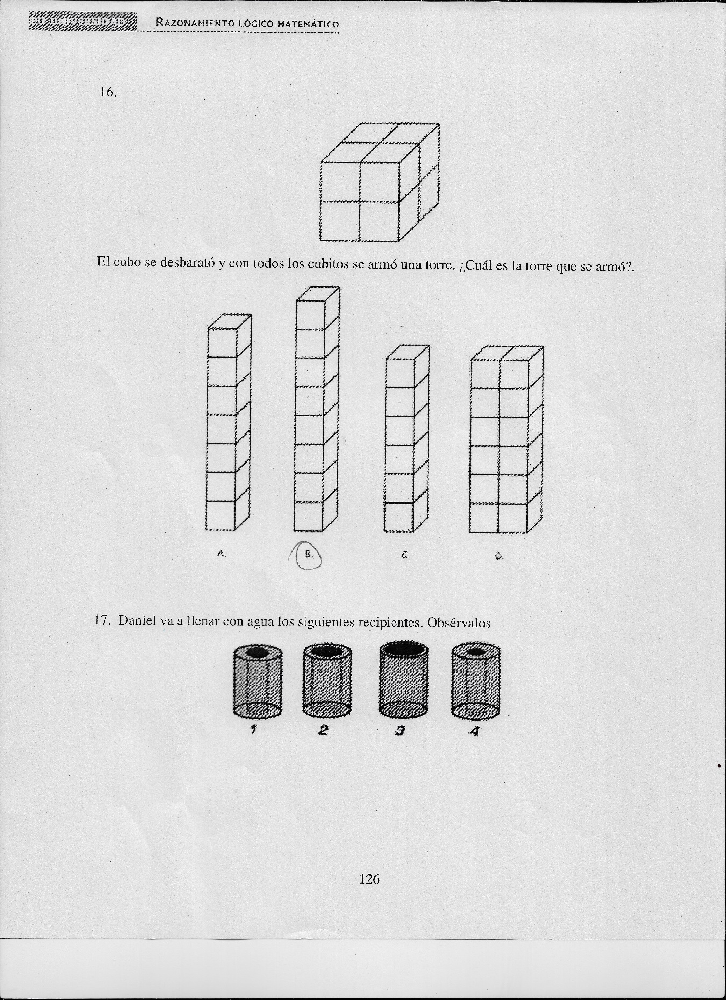 eu UNIVERSIDAD RAZONAMIENTO LÓGICO MATEMÁTICO
16.
El cubo se desbarató y con todos los cubitos se armó una torre. ¿Cuál es la torre que se armó?.
A. B. C. D.
17. Daniel va a llenar con agua los siguientes recipientes. Obsérvalos
1 2 3 4
126